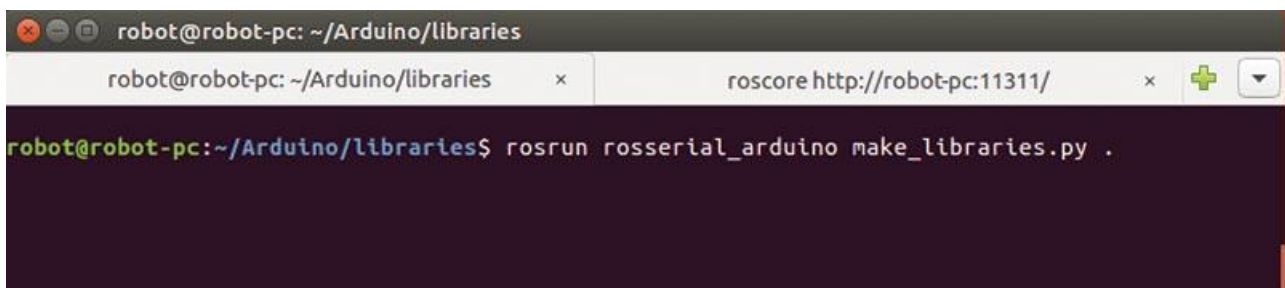 robot@robot-pc: ~/Arduino/libraries
robot@robot-pc: ~/Arduino/libraries × roscore http://robot-pc:11311/ ×
robot@robot-pc:~/Arduino/libraries$ rosrun rosserial_arduino make_libraries.py .